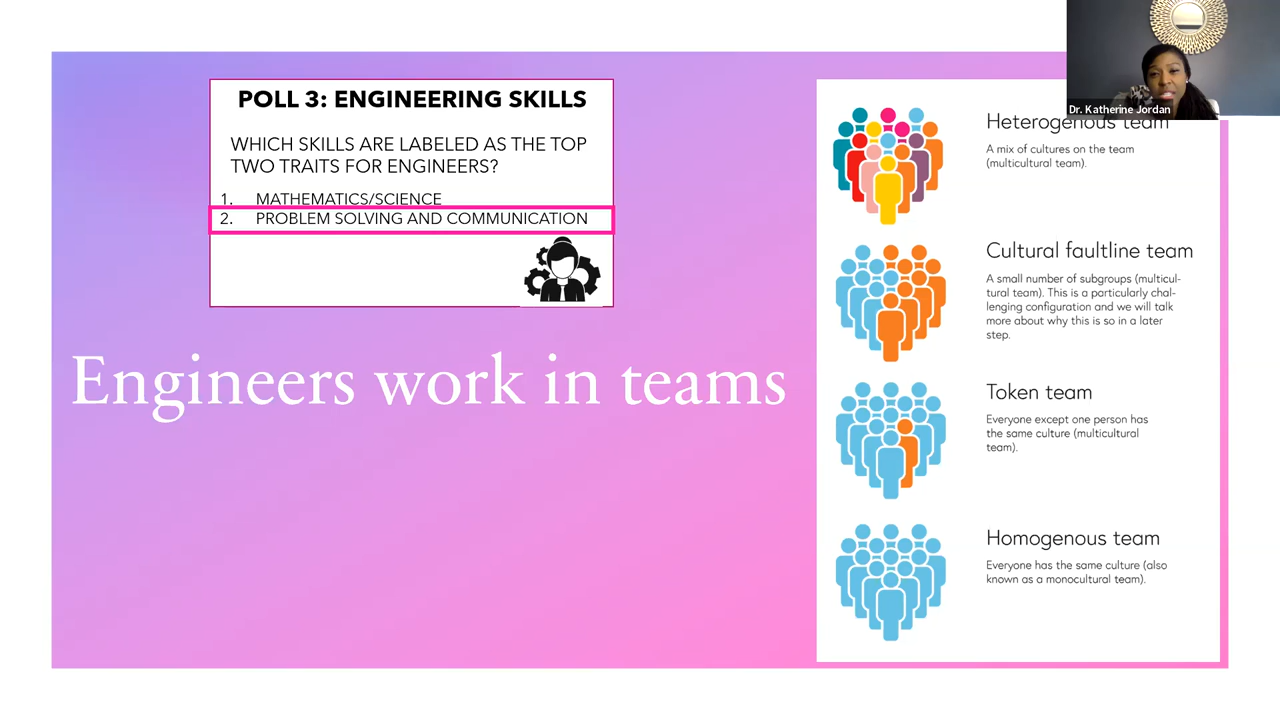 POLL 3: ENGINEERING SKILLS
WHICH SKILLS ARE LABELED AS THE TOP
TWO TRAITS FOR ENGINEERS?
1. MATHEMATICS/SCIENCE
2. PROBLEM SOLVING AND COMMUNICATION
Engineers work in teams
Dr. Katherine Jordan
Heterogenous team
A mix of cultures on the team
(multicultural team).
Cultural faultline team
A small number of subgroups (multicul-
tural team). This is a particularly chal-
lenging configuration and we will talk
more about why this is so in a later
step.
Token team
Everyone except one person has
the same culture (multicultural
team).
Homogenous team
Everyone has the same culture (also
known as a monocultural team).